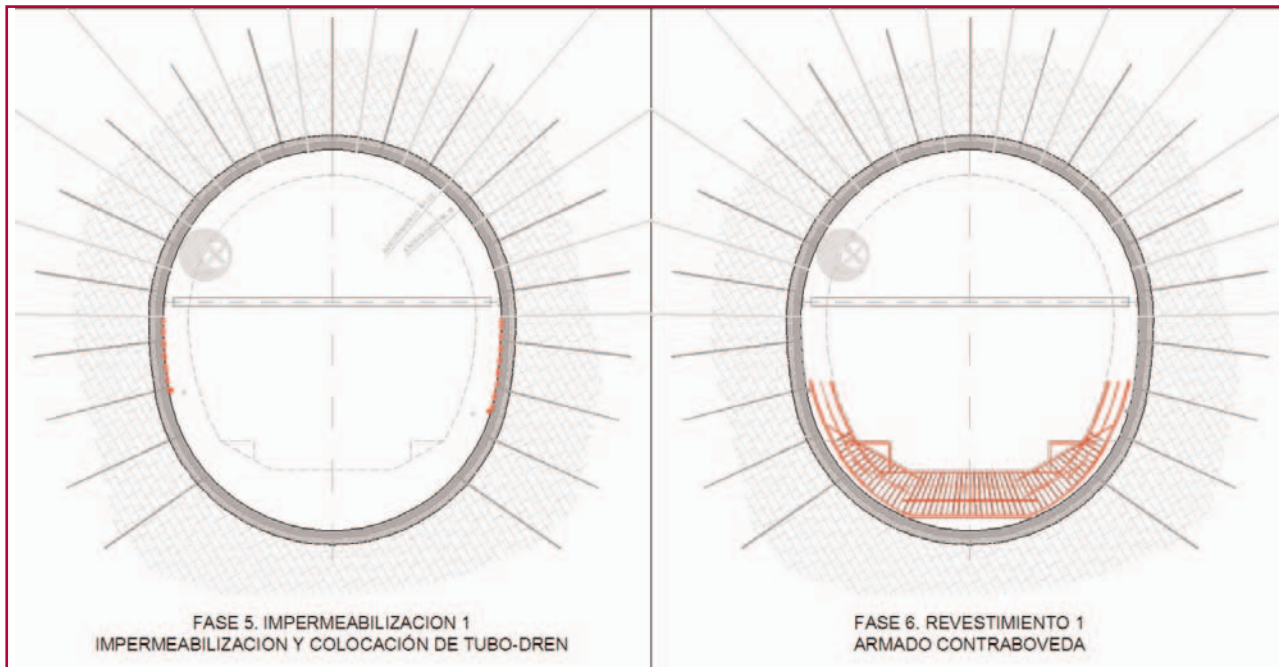 FASE 5. IMPERMEABILIZACION 1
IMPERMEABILIZACION Y COLOCACIÓN DE TUBO-DREN
FASE 6. REVESTIMIENTO 1
ARMADO CONTRABOVEDA